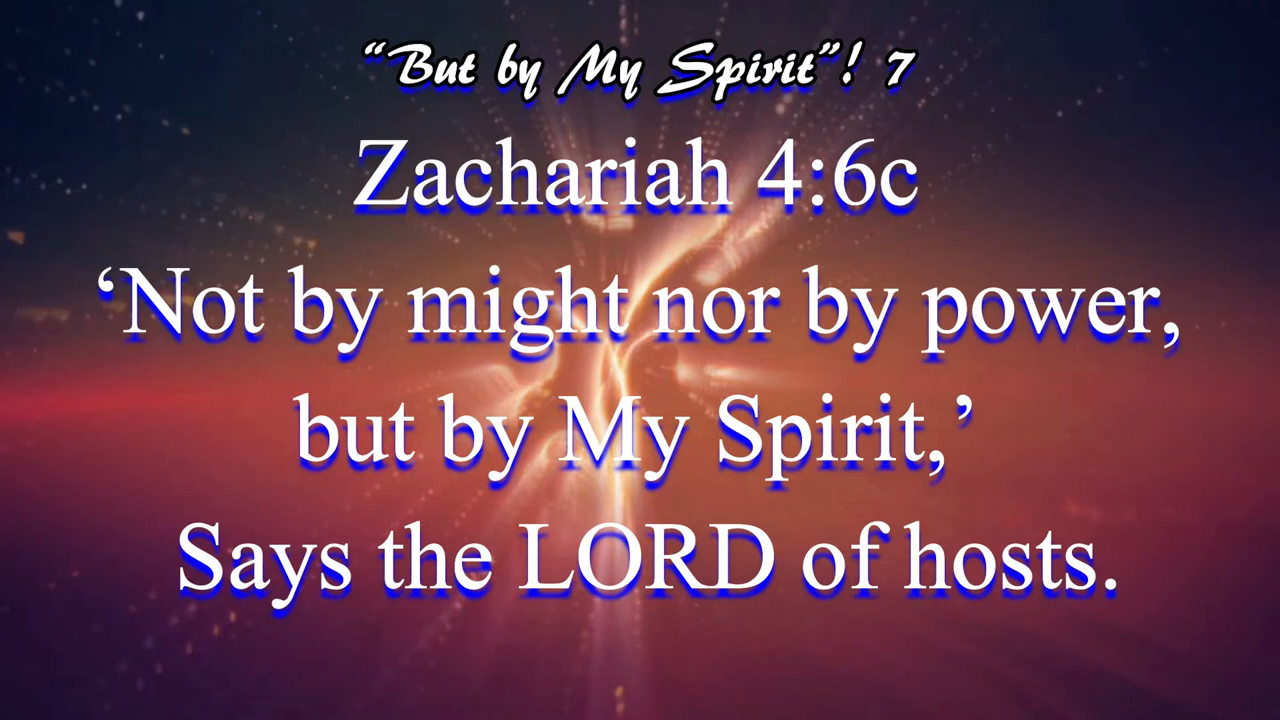 “But by My Spirit”! 7
Zachariah 4:6c
‘Not by might nor by power,
but by My Spirit,’
Says the LORD of hosts.